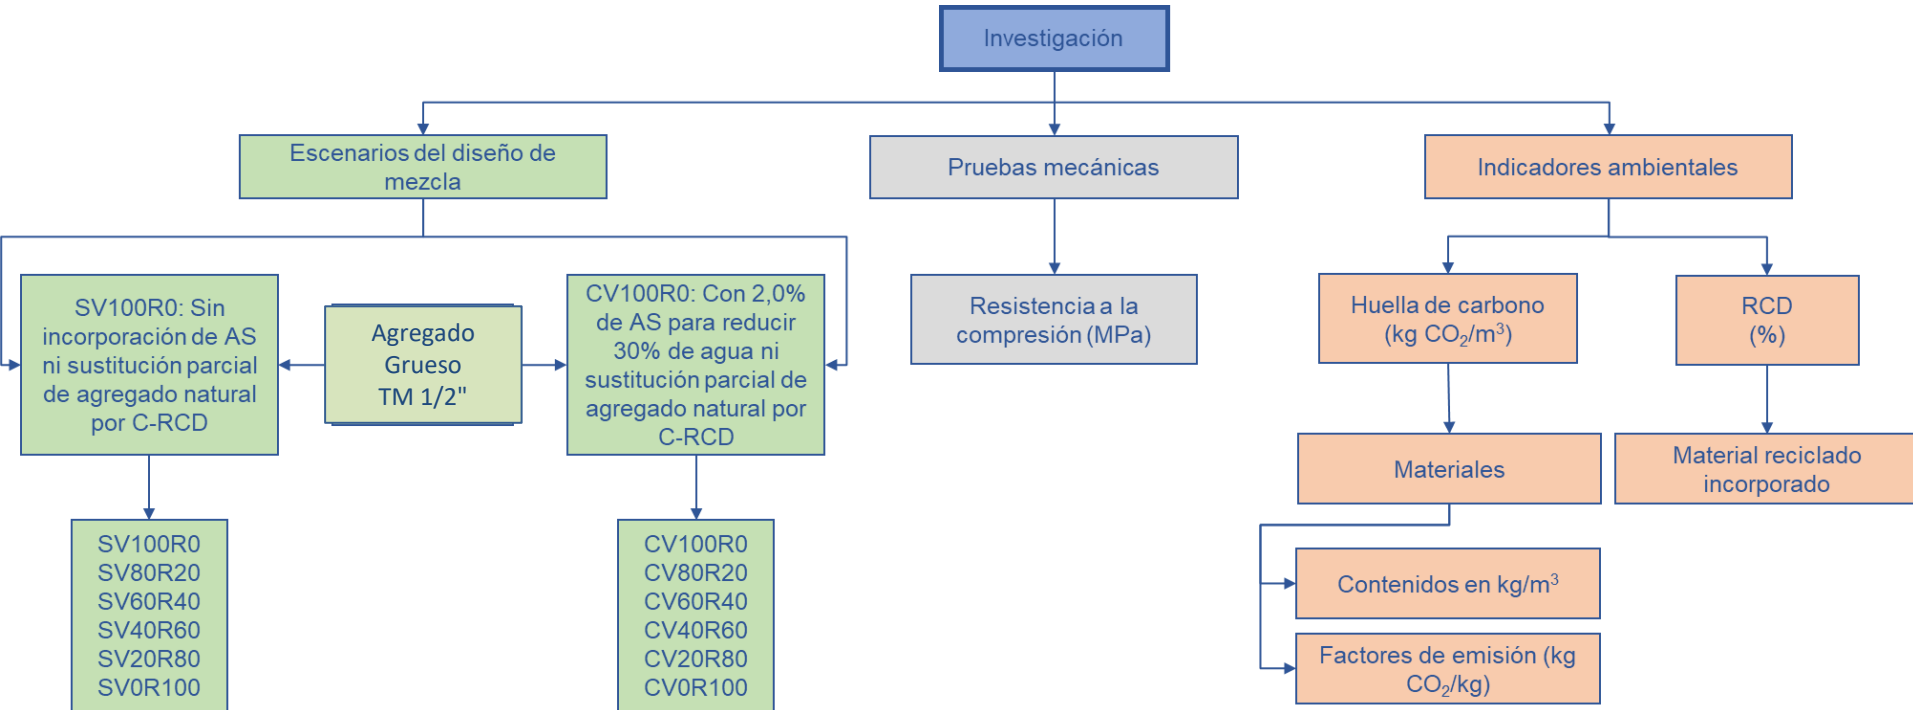 Investigación
Escenarios del diseño de
mezcla
Pruebas mecánicas
Indicadores ambientales
SV100R0: Sin
incorporación de AS
ni sustitución parcial
de agregado natural
por C-RCD
Agregado
Grueso
TM 1/2"
CV100R0: Con 2,0%
de AS para reducir
30% de agua ni
sustitución parcial de
agregado natural por
C-RCD
Resistencia a la
compresión (MPa)
Huella de carbono
(kg CO₂/m³)
RCD
(%)
Materiales
Material reciclado
incorporado
SV100R0
SV80R20
SV60R40
SV40R60
SV20R80
SV0R100
CV100R0
CV80R20
CV60R40
CV40R60
CV20R80
CV0R100
Contenidos en kg/m³
Factores de emisión (kg
CO₂/kg)